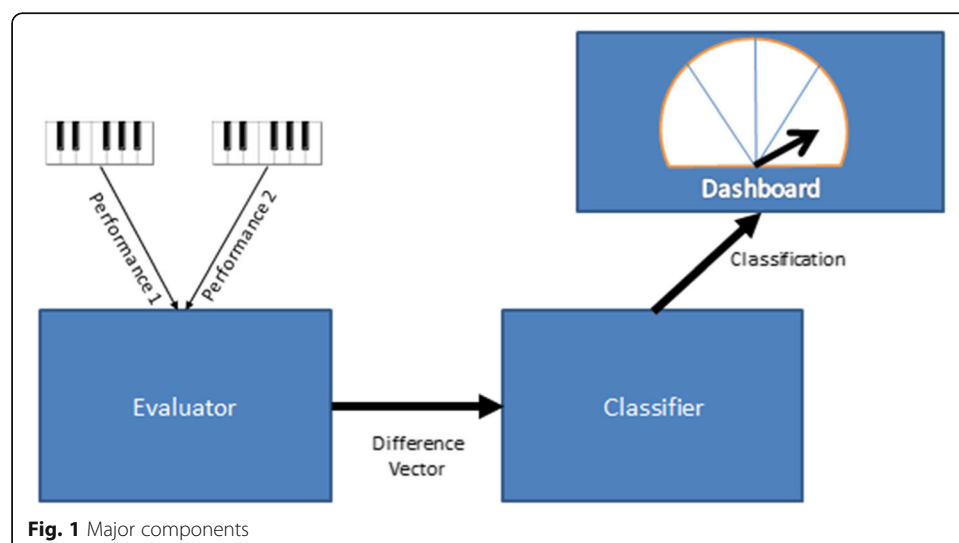 Performance 1
Performance 2
Dashboard
Classification
Evaluator
Classifier
Difference
Vector
Fig. 1 Major components